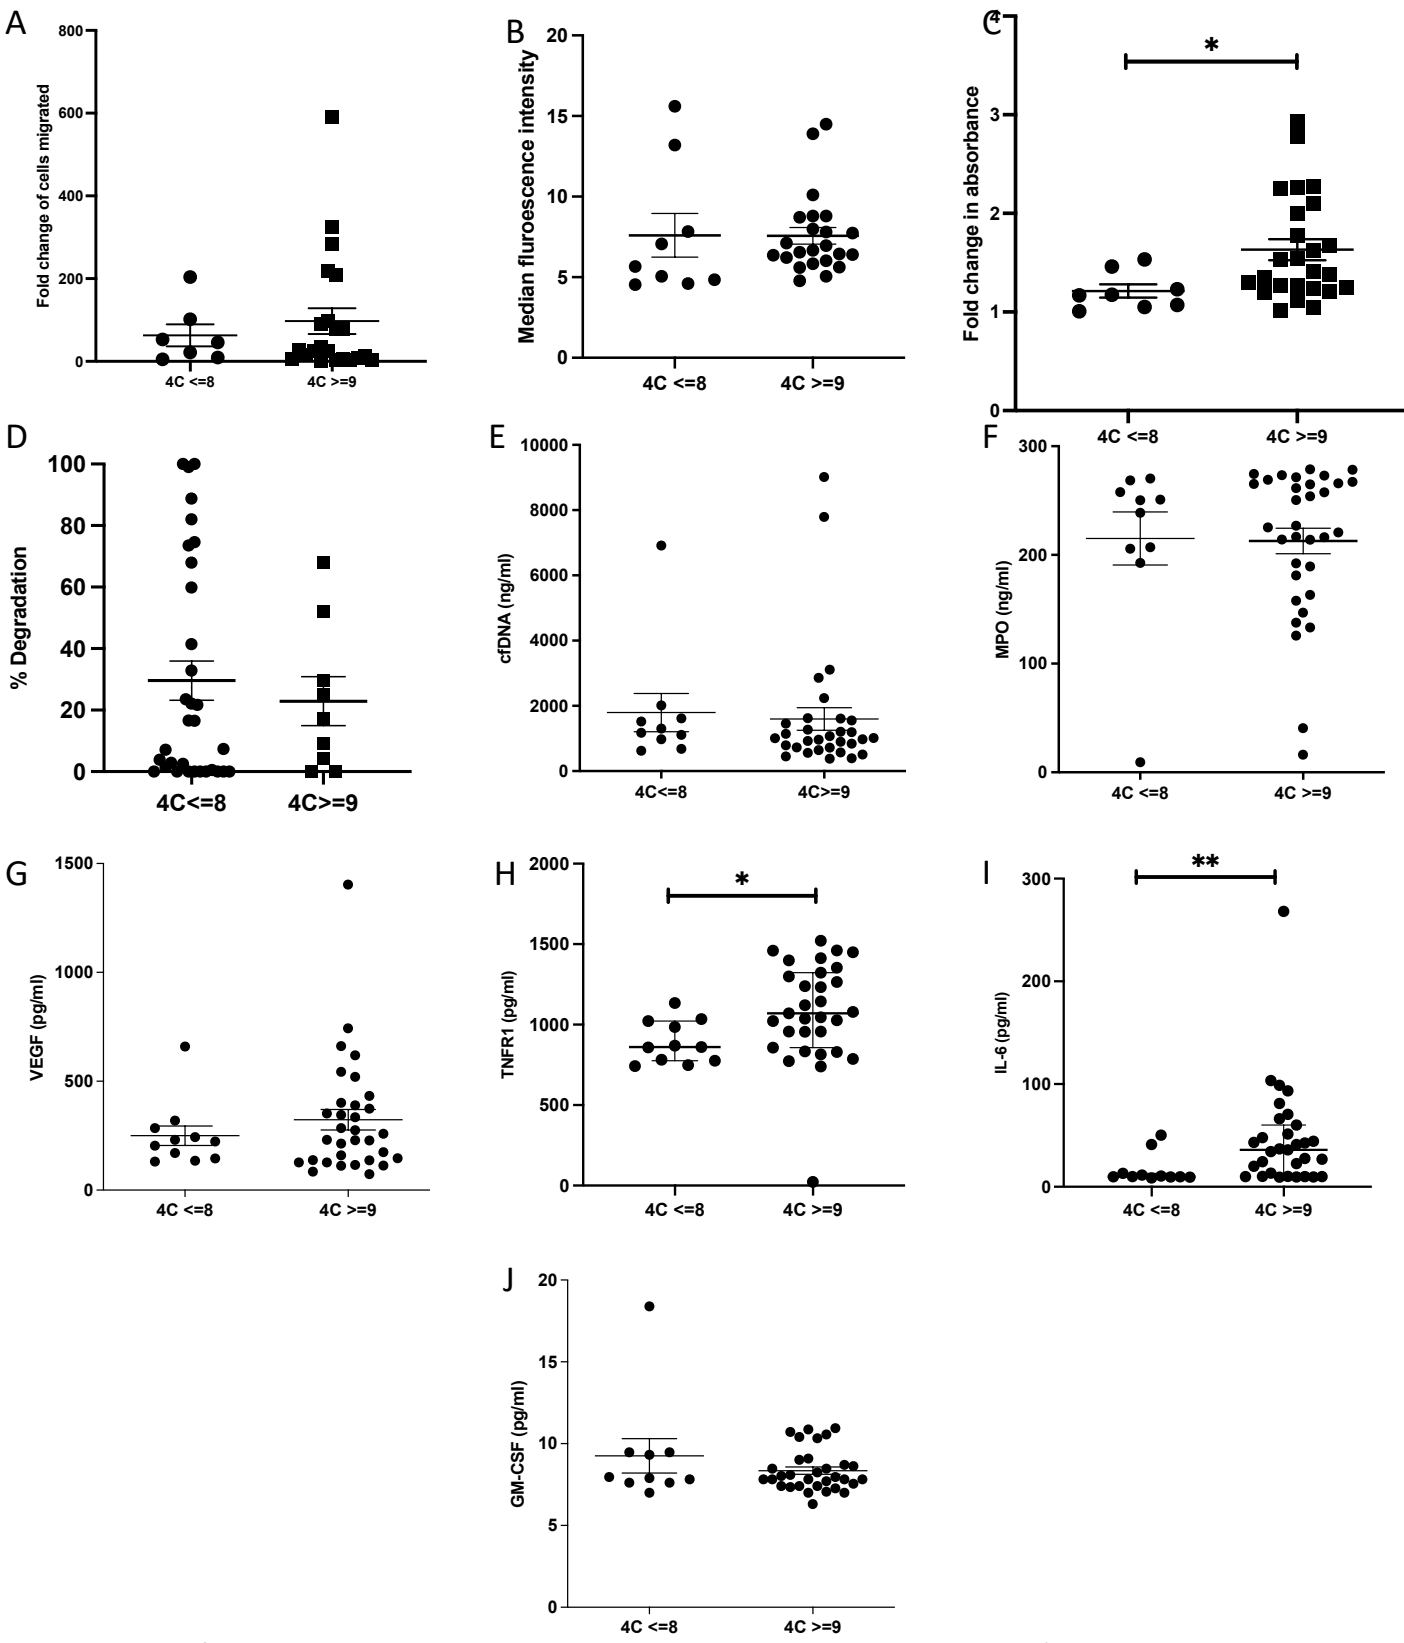 A
800
600
400
200
0
Fold change of cells migrated
4C <=8
4C >=9
B
20
15
10
5
0
Median fluroescence intensity
4C <=8
4C >=9
C
4
3
2
1
0
Fold change in absorbance
*
4C <=8
4C >=9
D
100
80
60
40
20
0
% Degradation
4C<=8
4C>=9
E
10000
8000
6000
4000
2000
0
cfDNA (ng/ml)
4C<=8
4C>=9
F
300
200
100
0
MPO (ng/ml)
4C <=8
4C >=9
G
1500
1000
500
0
VEGF (pg/ml)
4C <=8
4C >=9
H
2000
1500
1000
500
0
TNFR1 (pg/ml)
*
4C <=8
4C >=9
I
300
200
100
0
IL-6 (pg/ml)
**
4C <=8
4C >=9
J
20
15
10
5
0
GM-CSF (pg/ml)
4C <=8
4C >=9